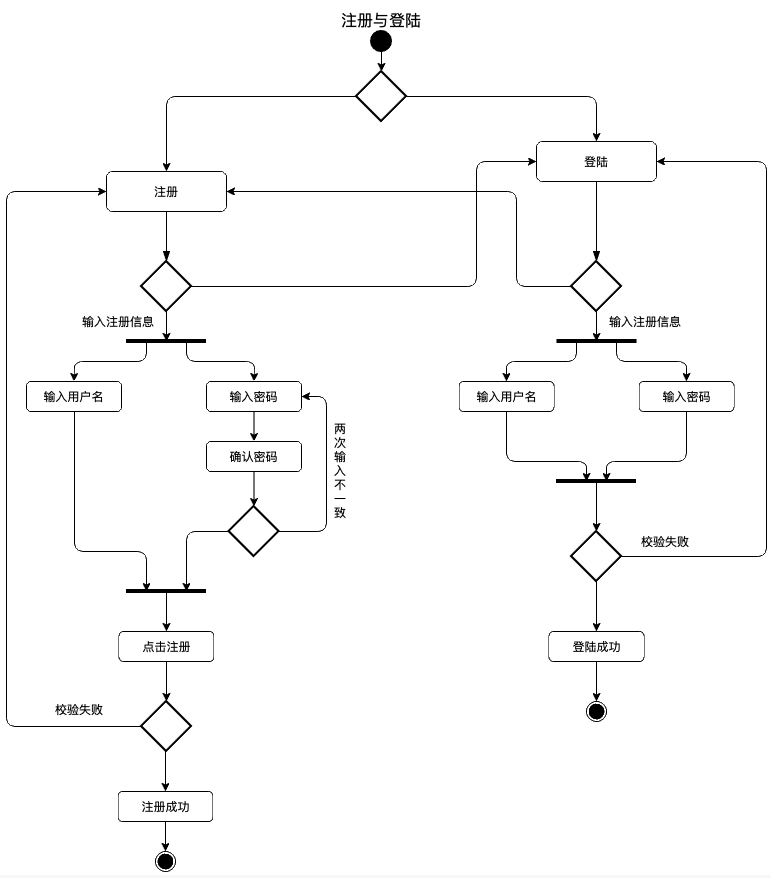 注册与登陆
登陆
注册
输入注册信息
输入注册信息
输入用户名
输入密码
输入用户名
输入密码
两次输入不一致
确认密码
校验失败
点击注册
登陆成功
校验失败
注册成功